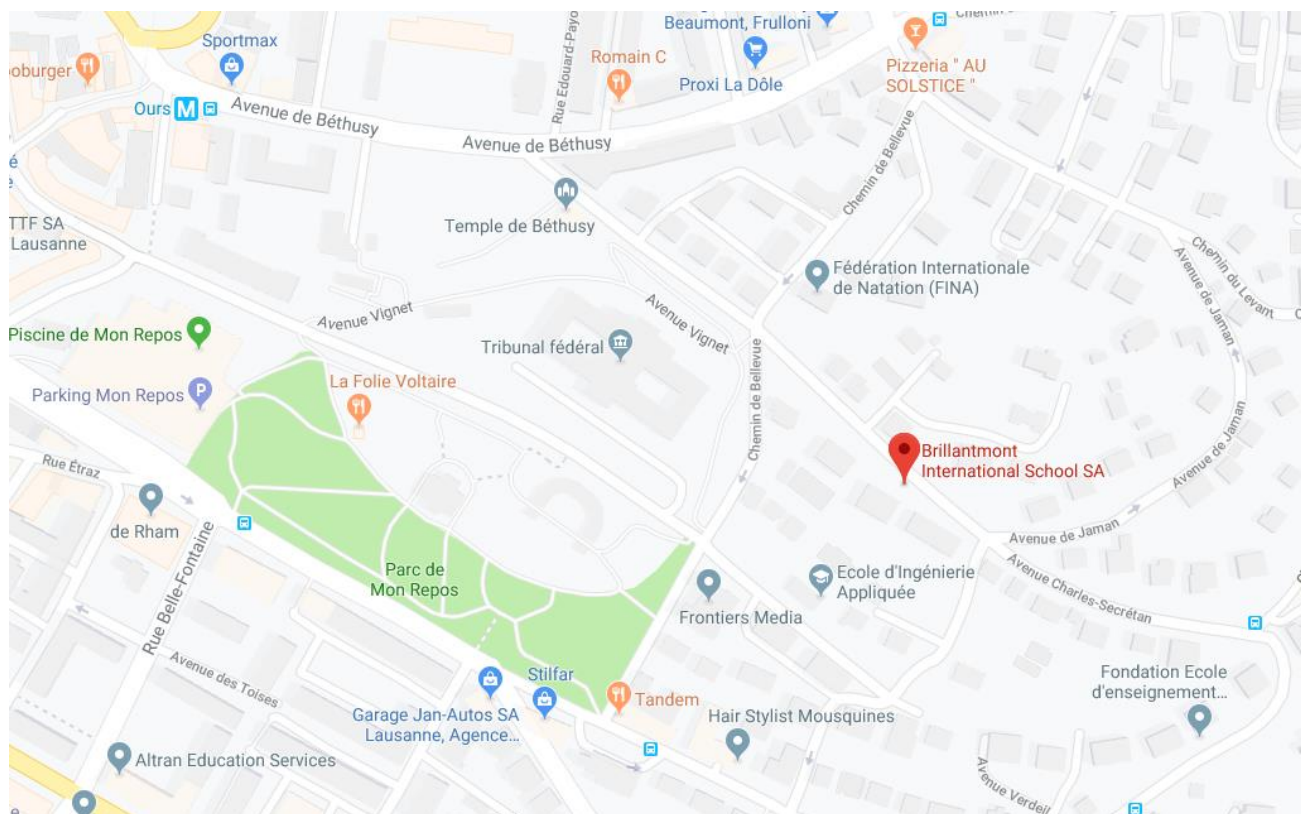 Beaumont, Frulloni
Chemin
Sportmax
Romain C
Rue Edouard-Payo
Proxi La Dôle
Pizzeria " AU
SOLSTICE "
ooburger
Ours M
Avenue de Béthusy
Avenue de Béthusy
é
Chemin de Bellevue
TTF SA
Lausanne
Temple de Béthusy
Chemin du Levant
Avenue de Jaman
Fédération Internationale
de Natation (FINA)
Avenue Vignet
Avenue Vignet
Piscine de Mon Repos
Tribunal fédéral
Parking Mon Repos
P
La Folie Voltaire
Chemin de Bellevue
Avenue de Jaman
Brillantmont
International School SA
Rue Étraz
de Rham
Avenue de Jaman
Rue Belle-Fontaine
Parc de
Mon Repos
Ecole d'Ingénierie
Appliquée
Frontiers Media
Avenue Charles-Secrétan
Avenue des Toises
Stilfar
Tandem
Fondation Ecole
d'enseignement...
Garage Jan-Autos SA
Lausanne, Agence...
Hair Stylist Mousquines
Altran Education Services
Avenue Verdeil